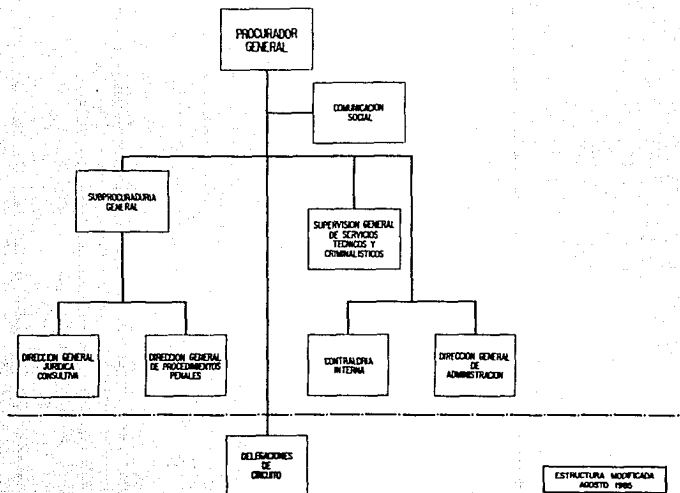 PROCURADOR
GENERAL
COMUNICACION
SOCIAL
SUBPROCURADURIA
GENERAL
SUPERVISION GENERAL
DE SERVICIOS
TECNICOS Y
CRIMINALISTICOS
DIRECCION GENERAL
JURIDICA
CONSULTIVA
DIRECCION GENERAL
DE PROCEDIMIENTOS
PENALES
CONTRALORIA
INTERNA
DIRECCION GENERAL
DE
ADMINISTRACION
DELEGACIONES
DE
CIRCUITO
ESTRUCTURA MODIFICADA
AGOSTO 1985